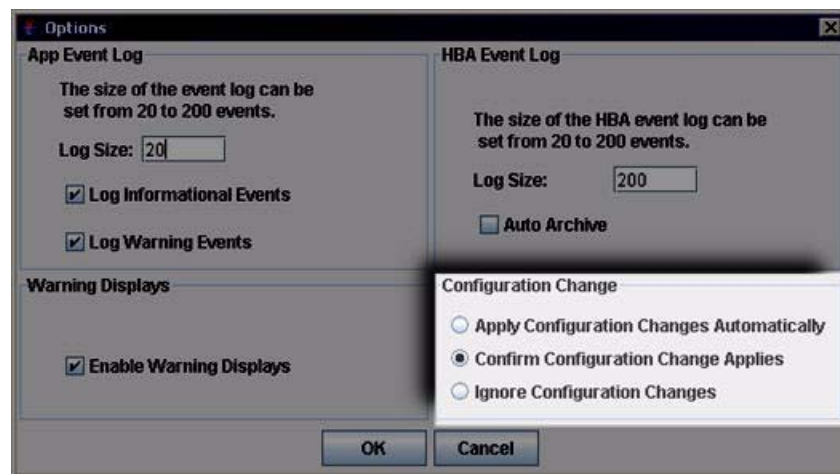 Options
App Event Log
The size of the event log can be
set from 20 to 200 events.
Log Size: 20
Log Informational Events
Log Warning Events
HBA Event Log
The size of the HBA event log can be
set from 20 to 200 events.
Log Size: 200
Auto Archive
Warning Displays
Enable Warning Displays
Configuration Change
Apply Configuration Changes Automatically
Confirm Configuration Change Applies
Ignore Configuration Changes
OK
Cancel